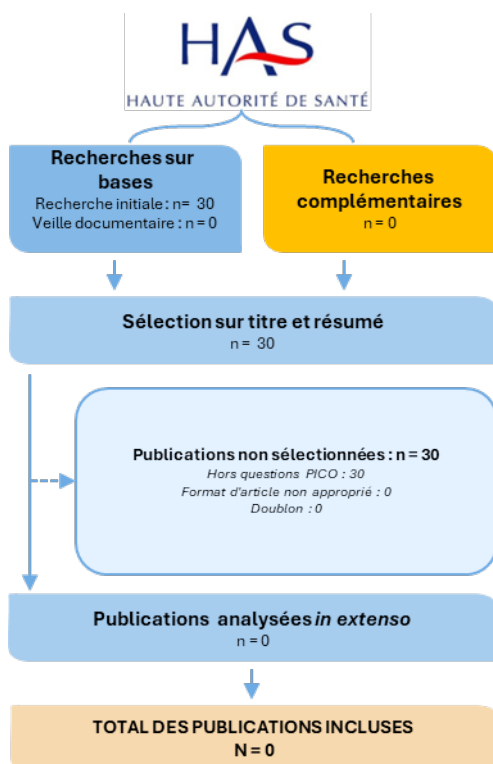 HAS
HAUTE AUTORITÉ DE SANTÉ
Recherches sur
bases
Recherche initiale : n= 30
Veille documentaire : n = 0
Recherches
complémentaires
n = 0
Sélection sur titre et résumé
n = 30
Publications non sélectionnées : n = 30
Hors questions PICO : 30
Format d'article non approprié : 0
Doublon : 0
Publications analysées in extenso
n = 0
TOTAL DES PUBLICATIONS INCLUSES
N = 0